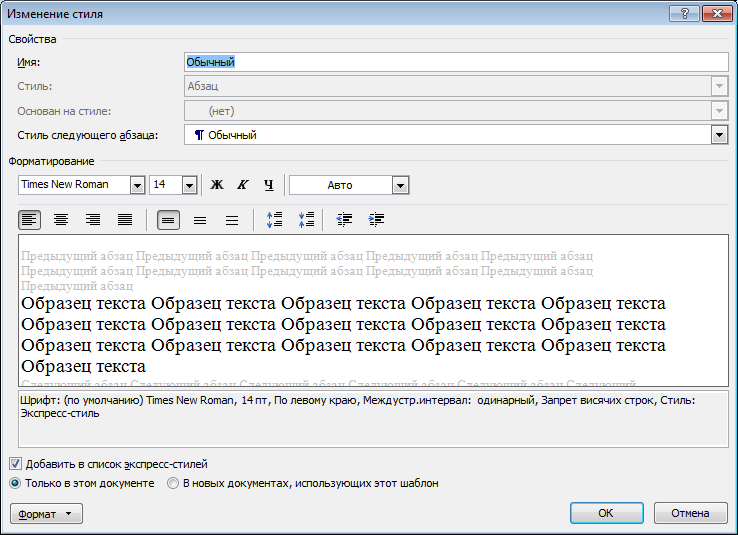 Изменение стиля
Свойства
Имя: Обычный
Стиль: Абзац
Основан на стиле: (нет)
Стиль следующего абзаца: ¶ Обычный
Форматирование
Times New Roman 14 Ж К Ч Авто
Предыдущий абзац Предыдущий абзац Предыдущий абзац Предыдущий абзац Предыдущий абзац
Предыдущий абзац Предыдущий абзац Предыдущий абзац Предыдущий абзац Предыдущий абзац
Предыдущий абзац
Образец текста Образец текста Образец текста Образец текста Образец текста
Образец текста Образец текста Образец текста Образец текста Образец текста
Образец текста Образец текста Образец текста Образец текста Образец текста
Образец текста
Следующий абзац Следующий абзац Следующий абзац Следующий абзац Следующий
Шрифт: (по умолчанию) Times New Roman, 14 пт, По левому краю, Междустр.интервал: одинарный, Запрет висячих строк, Стиль:
Экспресс-стиль
Добавить в список экспресс-стилей
Только в этом документе В новых документах, использующих этот шаблон
Формат ОК Отмена